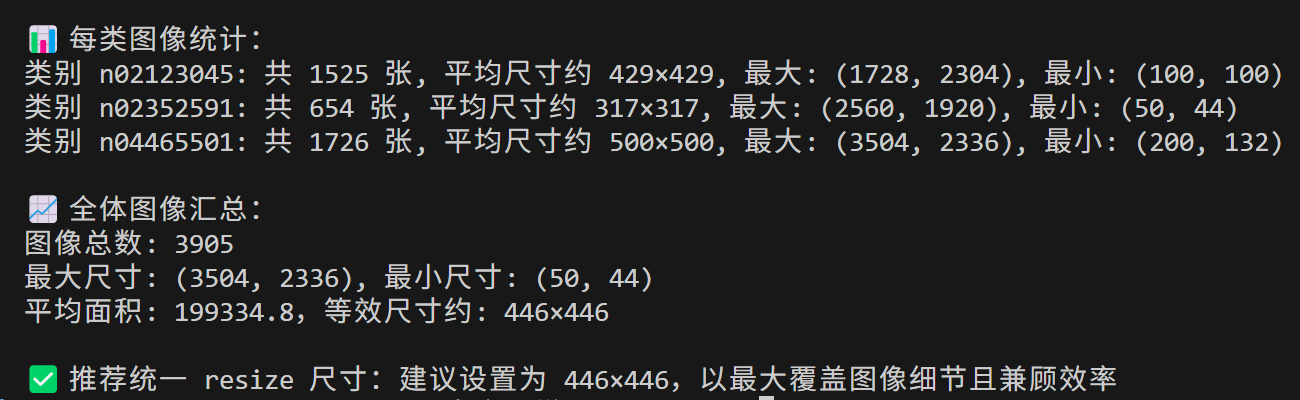 📊 每类图像统计：
类别 n02123045: 共 1525 张, 平均尺寸约 429×429, 最大: (1728, 2304), 最小: (100, 100)
类别 n02352591: 共 654 张, 平均尺寸约 317×317, 最大: (2560, 1920), 最小: (50, 44)
类别 n04465501: 共 1726 张, 平均尺寸约 500×500, 最大: (3504, 2336), 最小: (200, 132)
📈 全体图像汇总：
图像总数: 3905
最大尺寸: (3504, 2336), 最小尺寸: (50, 44)
平均面积: 199334.8，等效尺寸约: 446×446
✅ 推荐统一 resize 尺寸：建议设置为 446×446，以最大覆盖图像细节且兼顾效率